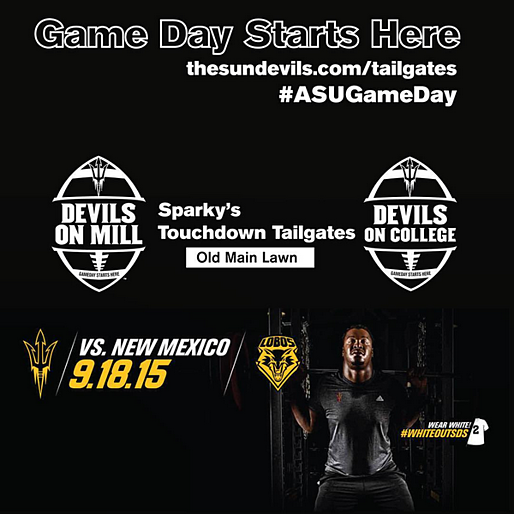 Game Day Starts Here
thesundevils.com/tailgates
#ASUGameDay
DEVILS
ON MILL
GAMEDAY STARTS HERE.
Sparky's
Touchdown Tailgates
Old Main Lawn
DEVILS
ON COLLEGE
GAMEDAY STARTS HERE.
VS. NEW MEXICO
9.18.15
LOBOS
WEAR WHITE!
#WHITEOUTSDS
2